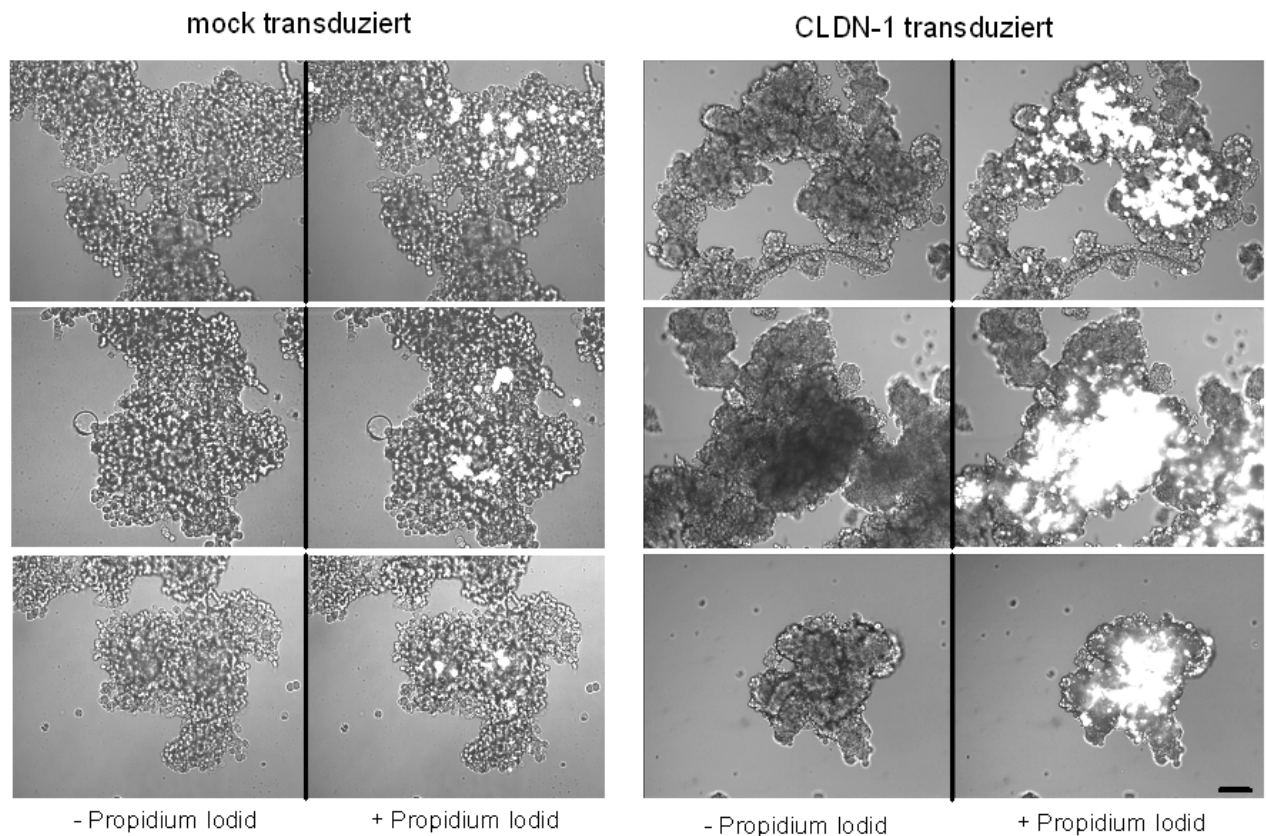 mock transduziert
CLDN-1 transduziert
- Propidium Iodid
+ Propidium Iodid
- Propidium Iodid
+ Propidium Iodid